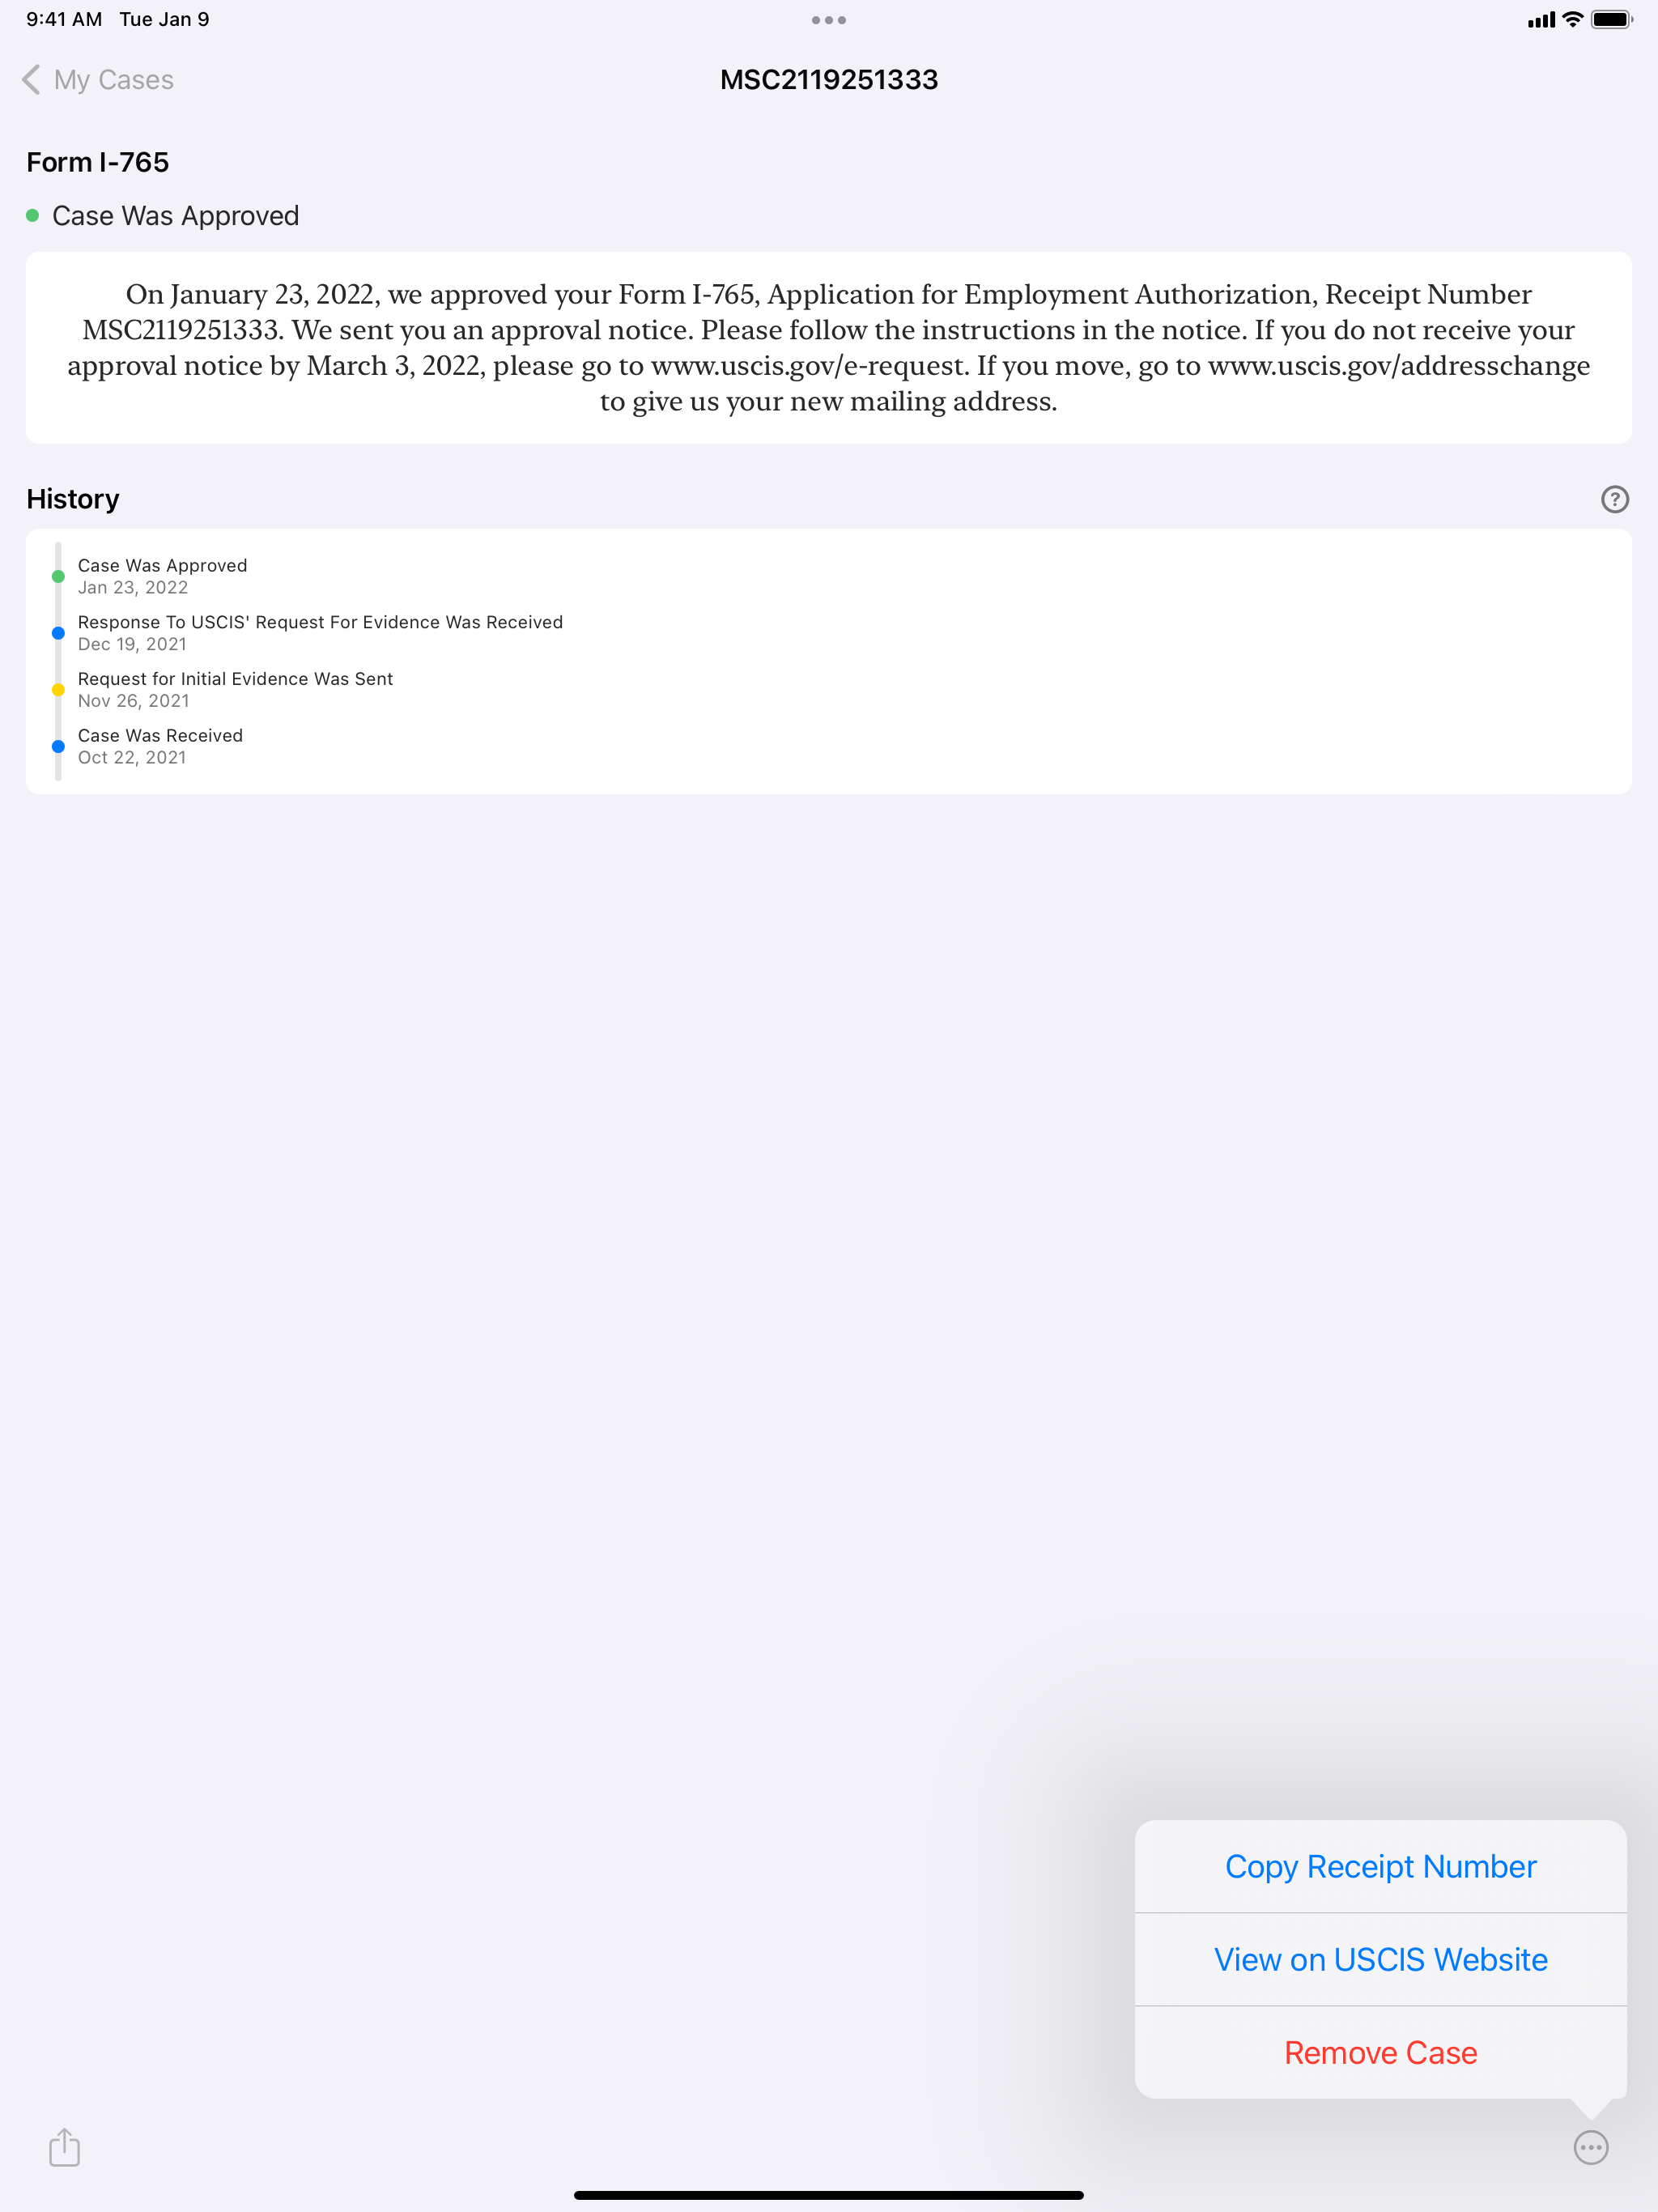 9:41 AM Tue Jan 9
My Cases
MSC2119251333
Form I-765
Case Was Approved
On January 23, 2022, we approved your Form I-765, Application for Employment Authorization, Receipt Number
MSC2119251333. We sent you an approval notice. Please follow the instructions in the notice. If you do not receive your
approval notice by March 3, 2022, please go to www.uscis.gov/e-request. If you move, go to www.uscis.gov/addresschange
to give us your new mailing address.
History
?
Case Was Approved
Jan 23, 2022
Response To USCIS' Request For Evidence Was Received
Dec 19, 2021
Request for Initial Evidence Was Sent
Nov 26, 2021
Case Was Received
Oct 22, 2021
Copy Receipt Number
View on USCIS Website
Remove Case